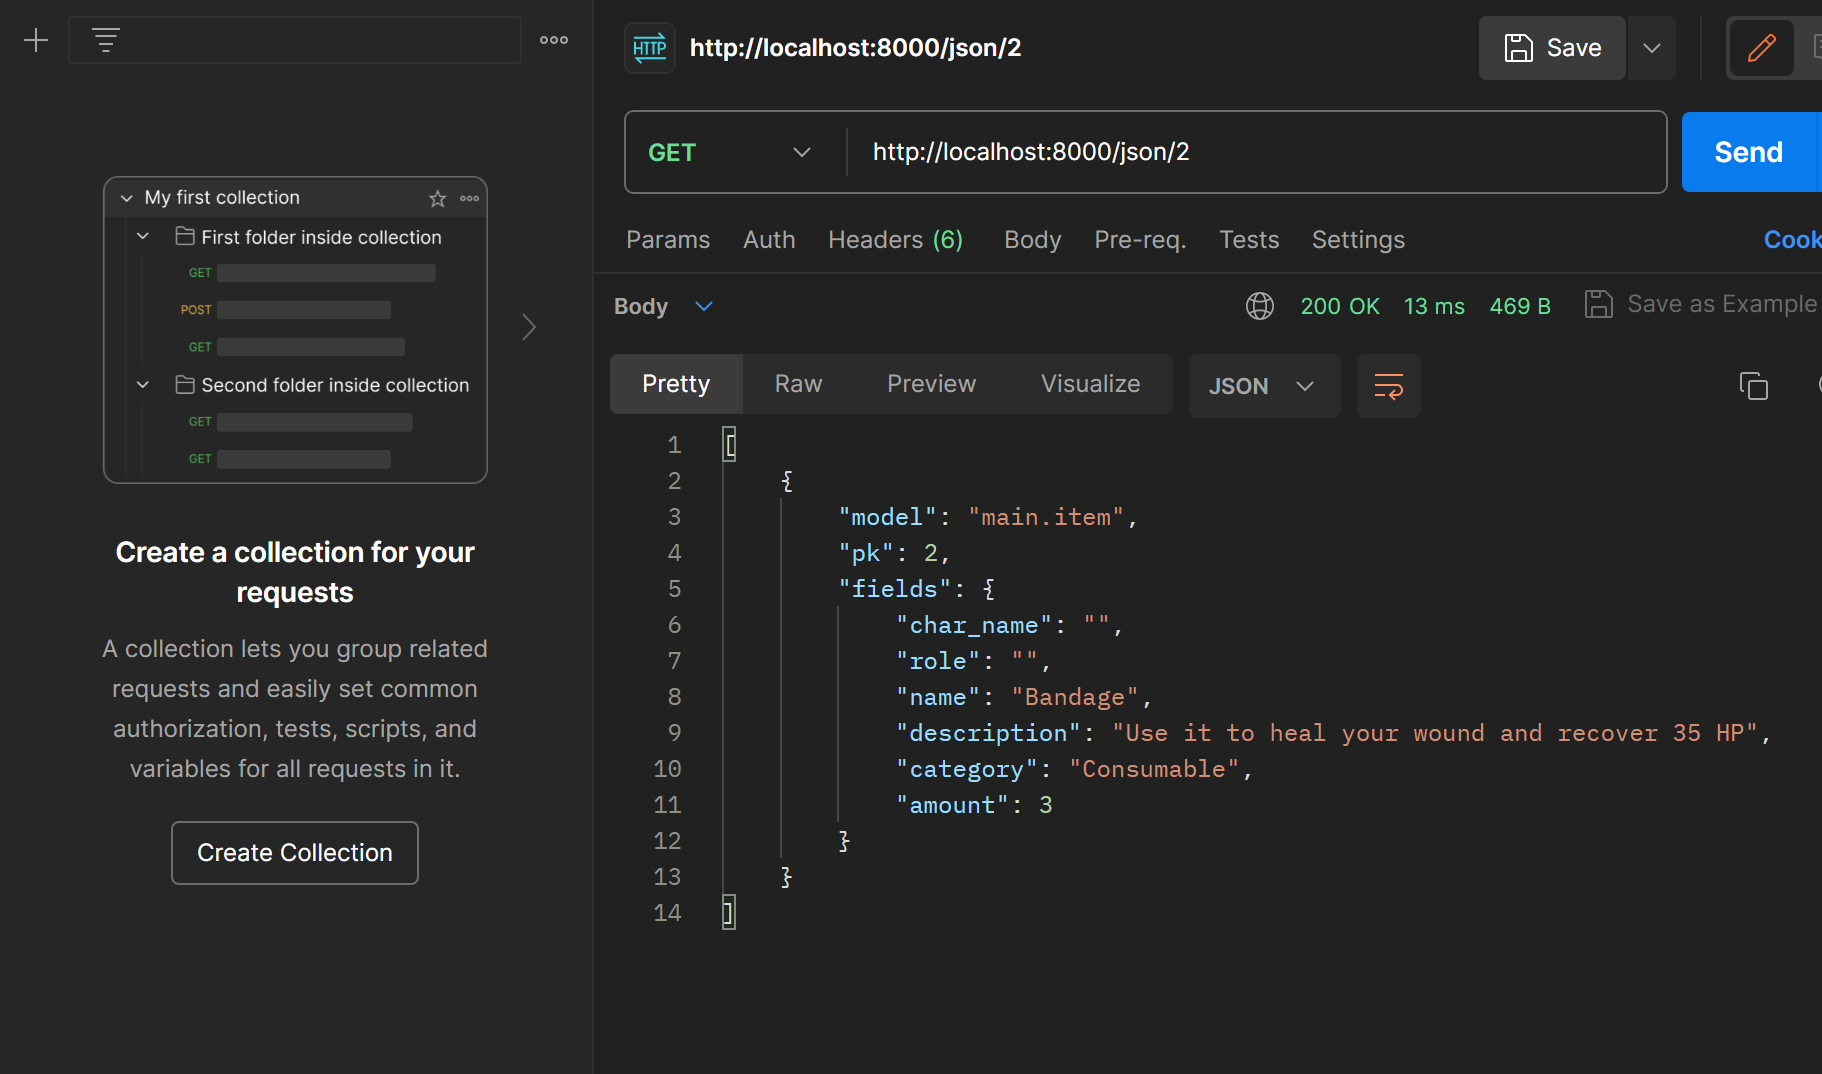 My first collection
First folder inside collection
GET
POST
GET
Second folder inside collection
GET
GET
Create a collection for your
requests
A collection lets you group related
requests and easily set common
authorization, tests, scripts, and
variables for all requests in it.
Create Collection
HTTP http://localhost:8000/json/2
Save
GET http://localhost:8000/json/2
Send
Params Auth Headers (6) Body Pre-req. Tests Settings Cook
Body 200 OK 13 ms 469 B Save as Example
Pretty Raw Preview Visualize JSON
1 [
2 {
3 "model": "main.item",
4 "pk": 2,
5 "fields": {
6 "char_name": "",
7 "role": "",
8 "name": "Bandage",
9 "description": "Use it to heal your wound and recover 35 HP",
10 "category": "Consumable",
11 "amount": 3
12 }
13 }
14 ]